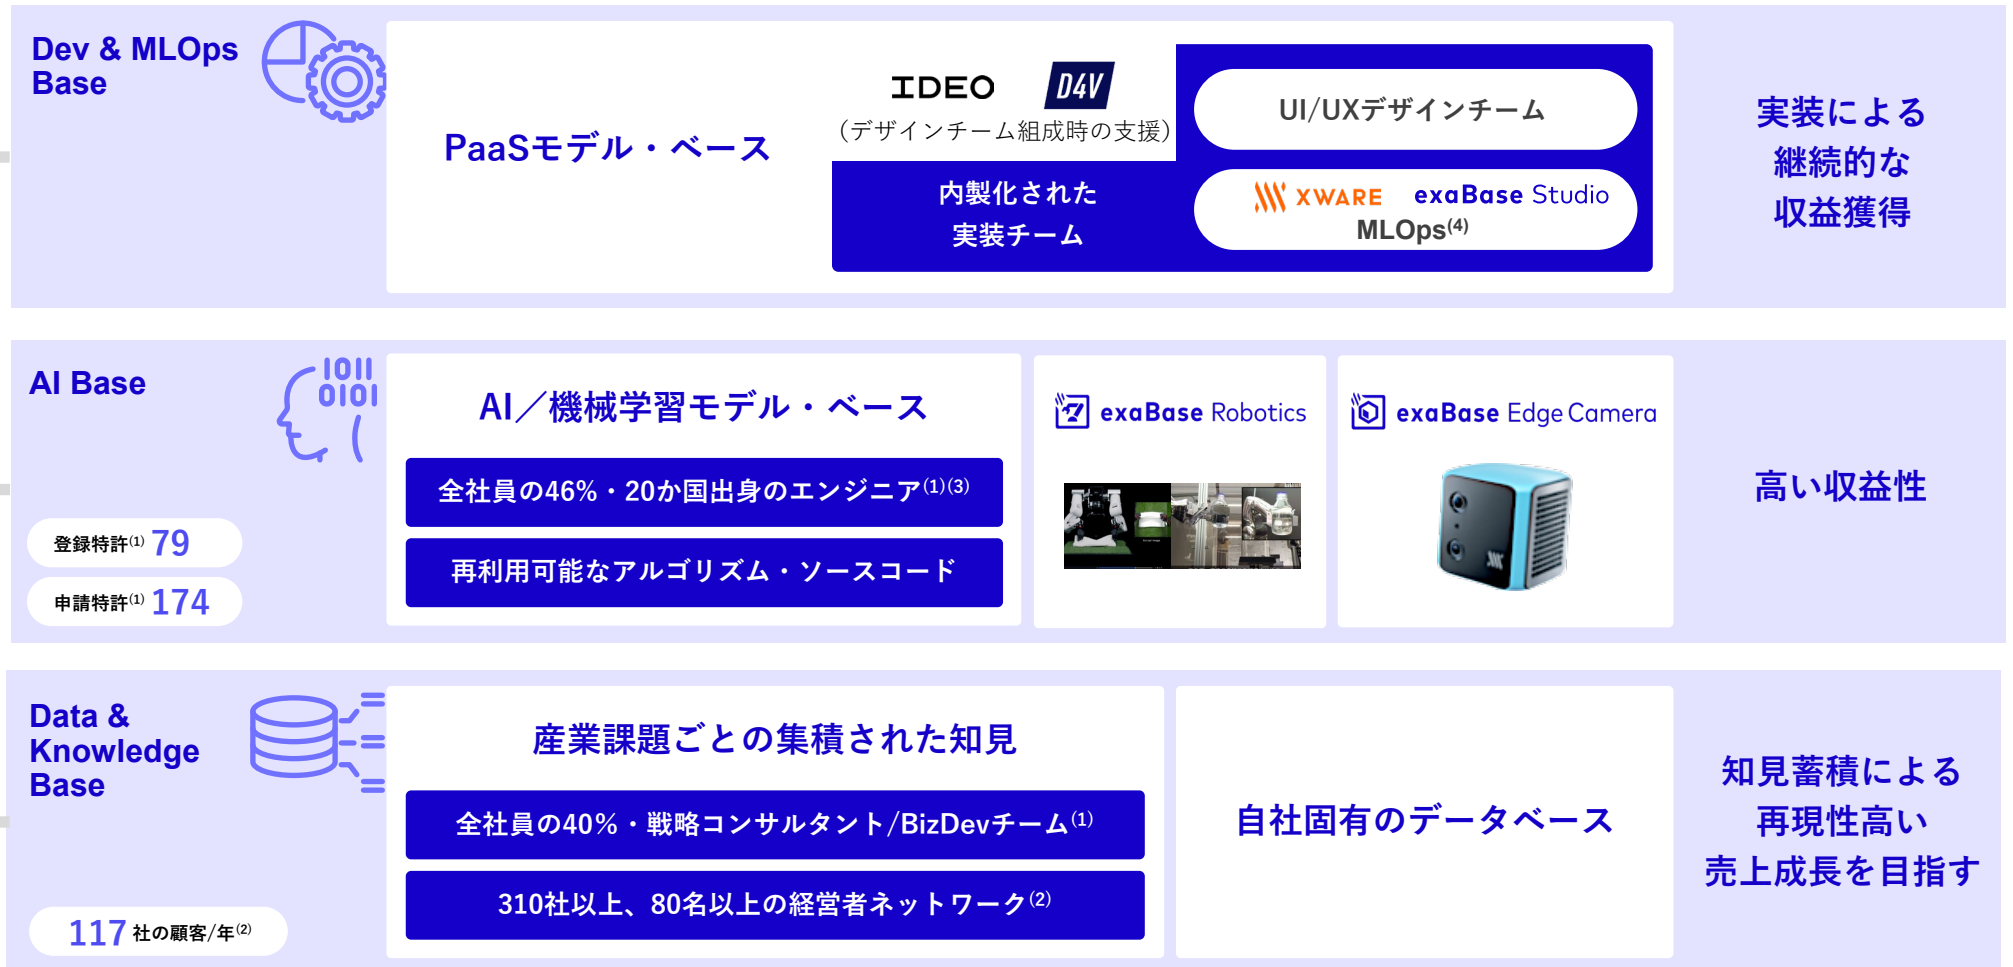 Dev & MLOps
Base
PaaSモデル・ベース
IDEO D4V
（デザインチーム組成時の支援）
内製化された
実装チーム
UI/UXデザインチーム
XWARE exaBase Studio
MLOps(4)
実装による
継続的な
収益獲得
AI Base
1011
0101
登録特許(1) 79
申請特許(1) 174
AI／機械学習モデル・ベース
全社員の46%・20か国出身のエンジニア(1)(3)
再利用可能なアルゴリズム・ソースコード
exaBase Robotics
exaBase Edge Camera
高い収益性
Data &
Knowledge
Base
117 社の顧客/年(2)
産業課題ごとの集積された知見
全社員の40%・戦略コンサルタント/BizDevチーム(1)
310社以上、80名以上の経営者ネットワーク(2)
自社固有のデータベース
知見蓄積による
再現性高い
売上成長を目指す